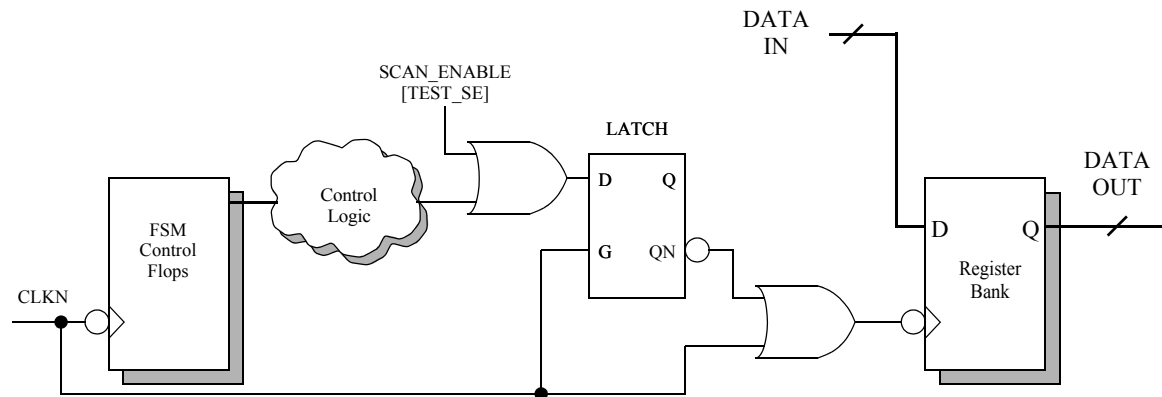 DATA
IN
SCAN_ENABLE
[TEST_SE]
LATCH
D Q
G QN
Control
Logic
FSM
Control
Flops
CLKN
DATA
OUT
D Q
Register
Bank